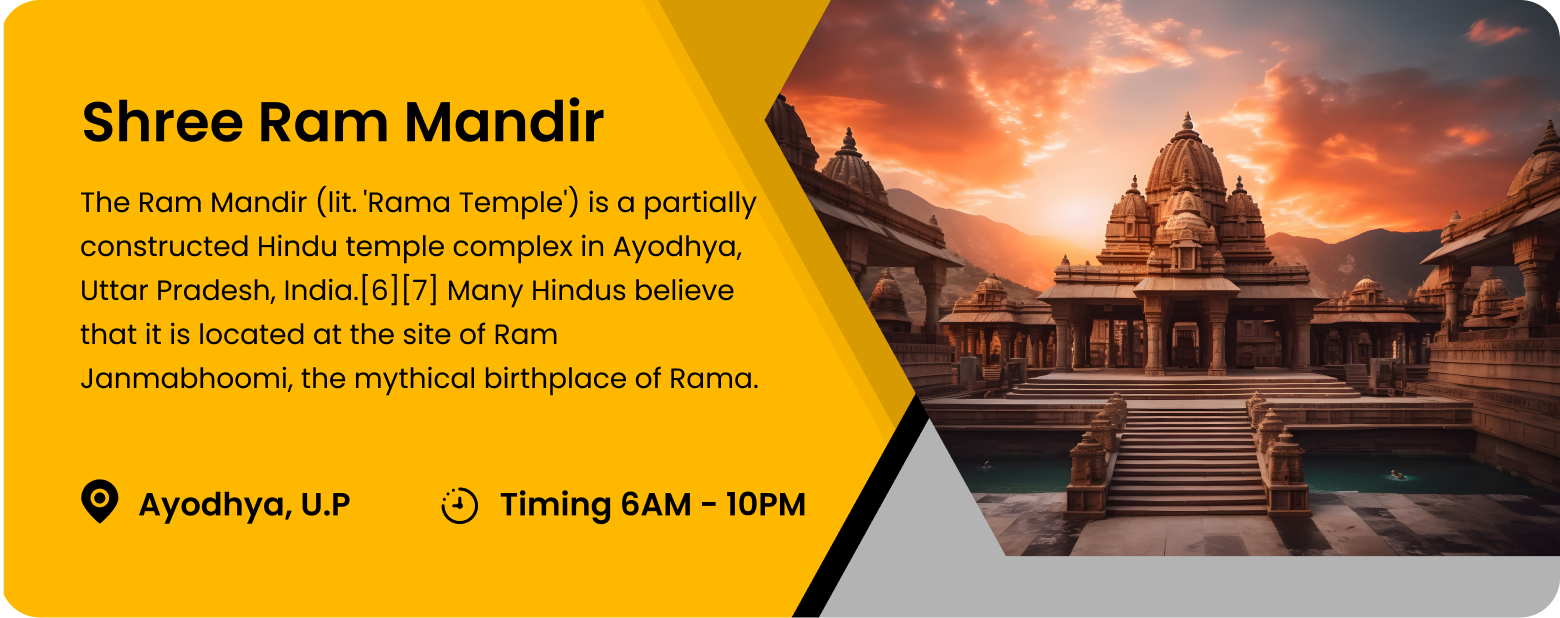 Shree Ram Mandir
The Ram Mandir (lit. 'Rama Temple') is a partially
constructed Hindu temple complex in Ayodhya,
Uttar Pradesh, India.[6][7] Many Hindus believe
that it is located at the site of Ram
Janmabhoomi, the mythical birthplace of Rama.
Ayodhya, U.P
Timing 6AM - 10PM